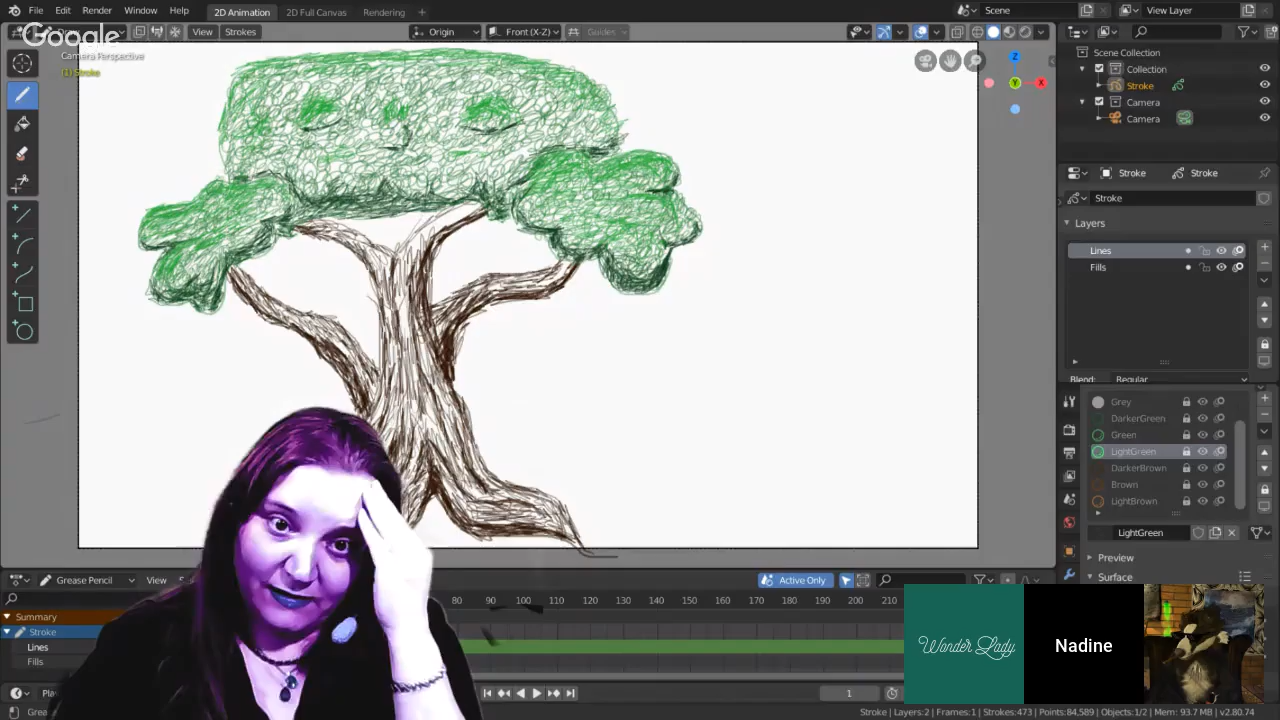 File Edit Render Window Help
2D Animation 2D Full Canvas Rendering +
Scene
View Layer
View Strokes
Origin
Front (X-Z)
Guides
Google
Camera Perspective
(1) Stroke
Z
Y
X
Scene Collection
Collection
Stroke
Camera
Camera
Stroke
Stroke
Stroke
Layers
Lines
Fills
Blend: Regular
Grey
DarkerGreen
Green
LightGreen
DarkerBrown
Brown
LightBrown
LightGreen
Preview
Surface
Grease Pencil View
Active Only
80 90 100 110 120 130 140 150 160 170 180 190 200 210
Summary
Stroke
Lines
Fills
1
Wonder Lady
Nadine
Stroke | Layers:2 | Frames:1 | Strokes:473 | Points:84,589 | Objects:1/2 | Mem: 93.7 MB | v2.80.74